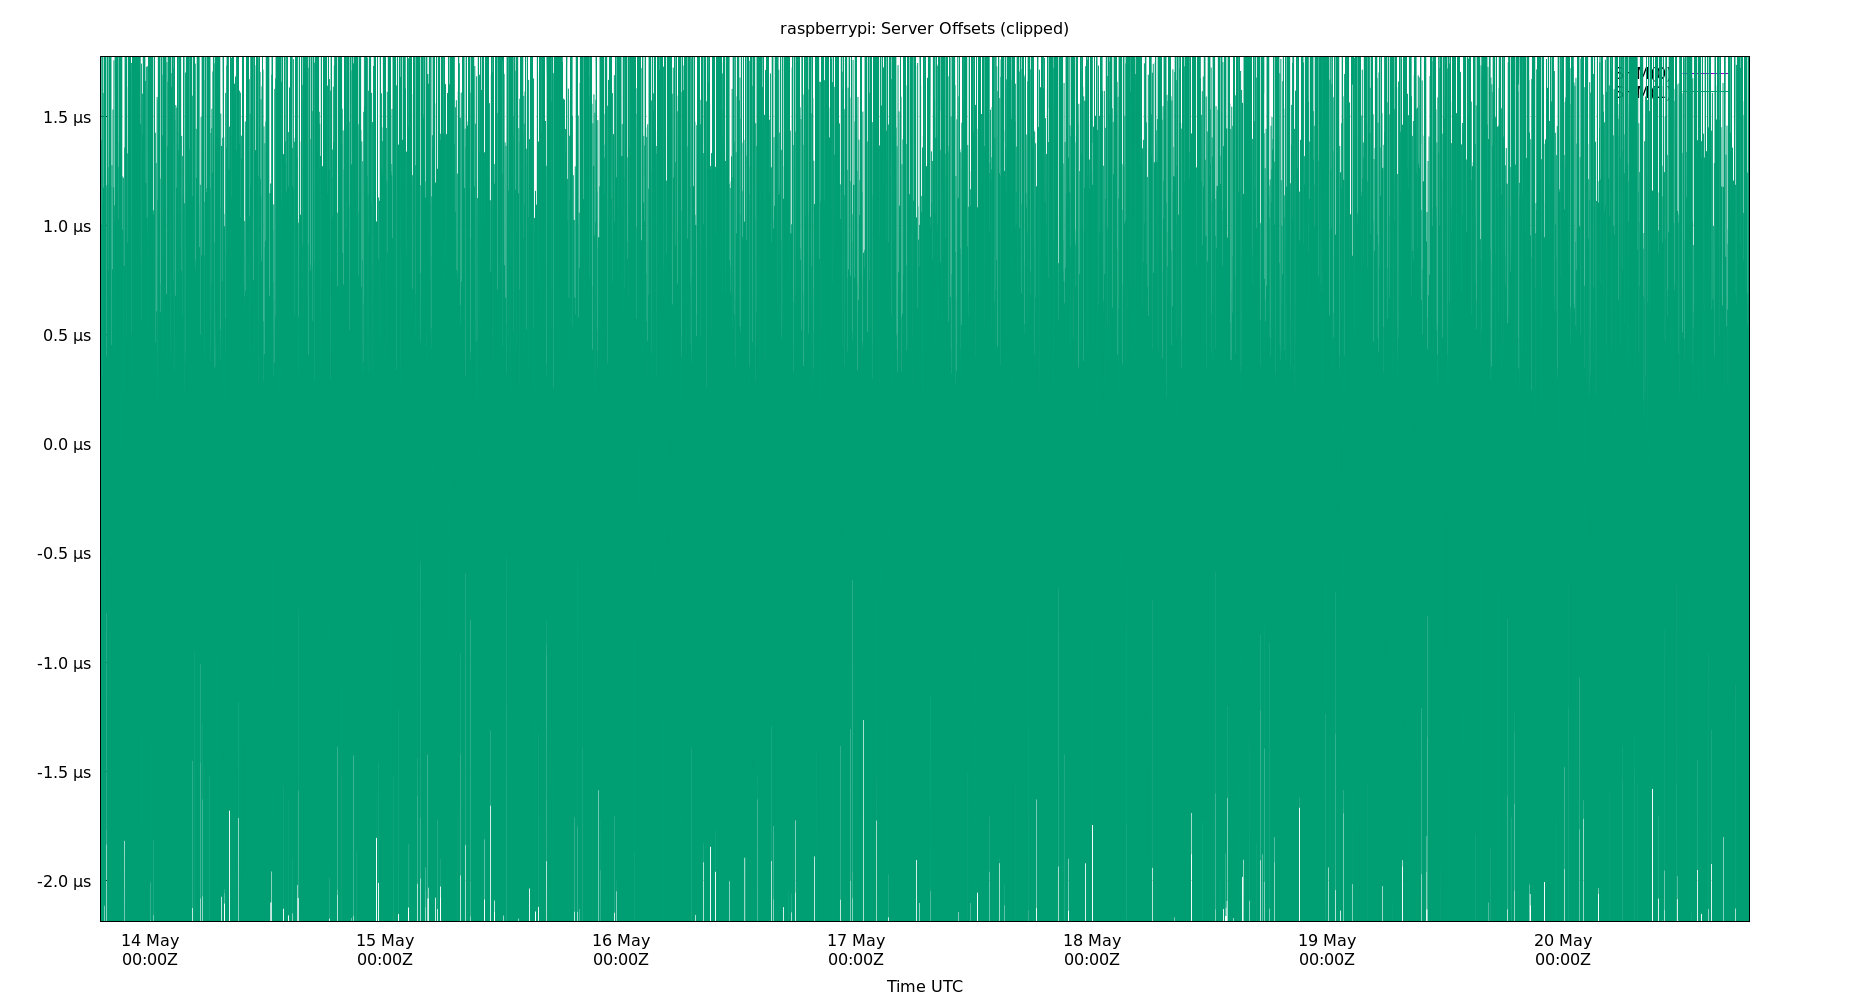 raspberrypi: Server Offsets (clipped)
1.5 µs
1.0 µs
0.5 µs
0.0 µs
-0.5 µs
-1.0 µs
-1.5 µs
-2.0 µs
14 May
00:00Z
15 May
00:00Z
16 May
00:00Z
17 May
00:00Z
18 May
00:00Z
19 May
00:00Z
20 May
00:00Z
Time UTC